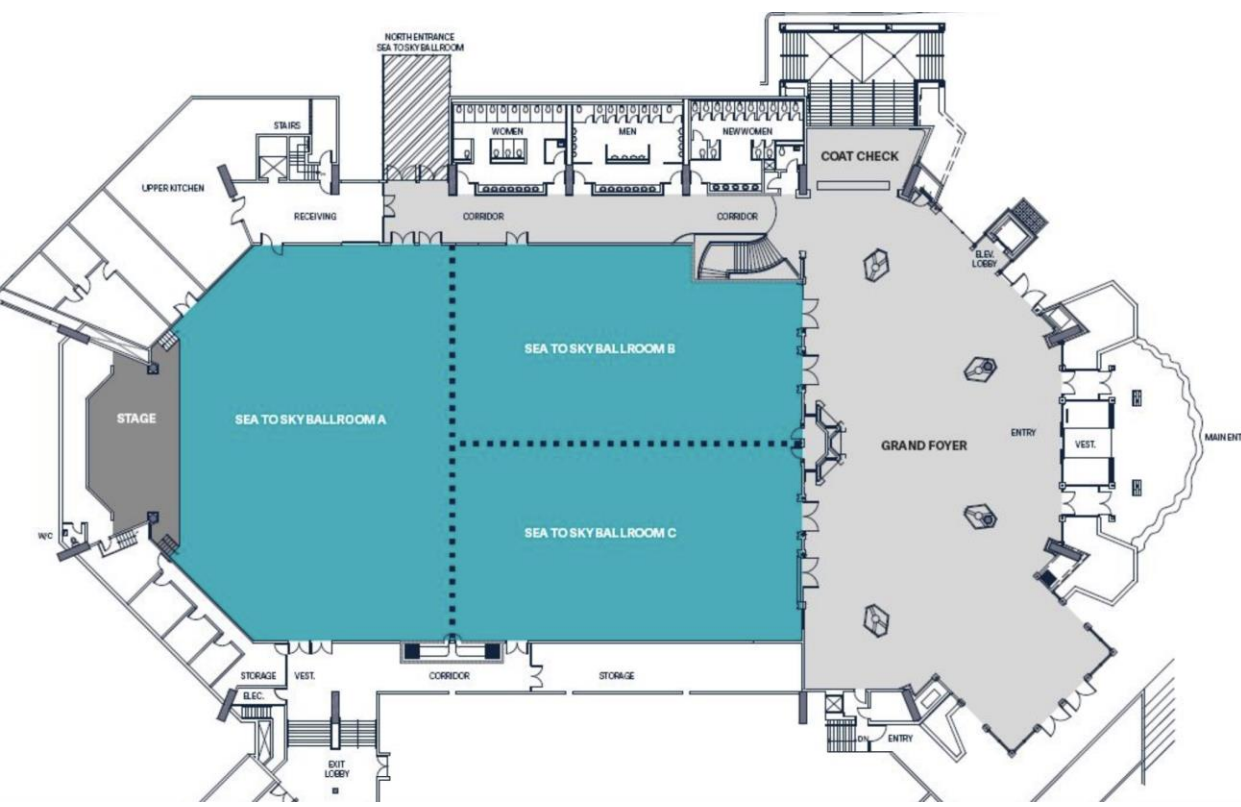 NORTH ENTRANCE
SEA TO SKY BALLROOM
STAIRS
WOMEN
MEN
NEW WOMEN
COAT CHECK
UPPER KITCHEN
RECEIVING
CORRIDOR
CORRIDOR
ELEV.
LOBBY
SEA TO SKY BALLROOM B
STAGE
SEA TO SKY BALLROOM A
GRAND FOYER
ENTRY
VEST.
MAIN ENT
W/C
SEA TO SKY BALLROOM C
STORAGE
VEST.
CORRIDOR
STORAGE
ELEC.
DN
ENTRY
EXIT
LOBBY